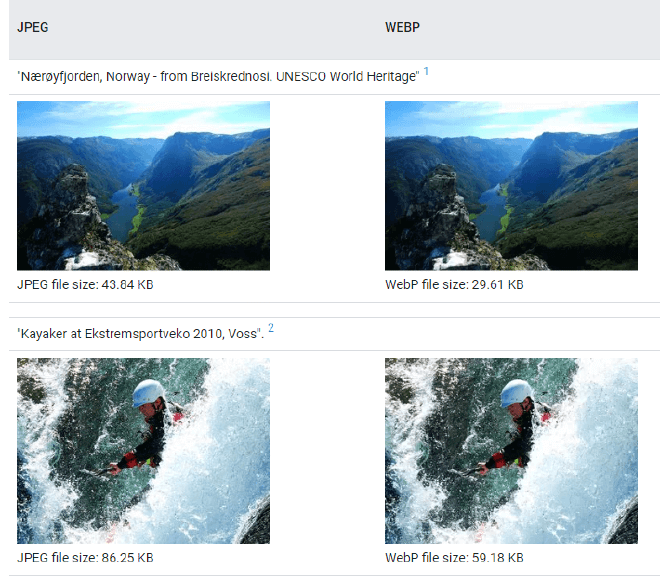 JPEG WEBP
"Nærøyfjorden, Norway - from Breiskrednosi. UNESCO World Heritage" 1
JPEG file size: 43.84 KB WebP file size: 29.61 KB
"Kayaker at Ekstremsportveko 2010, Voss". 2
JPEG file size: 86.25 KB WebP file size: 59.18 KB